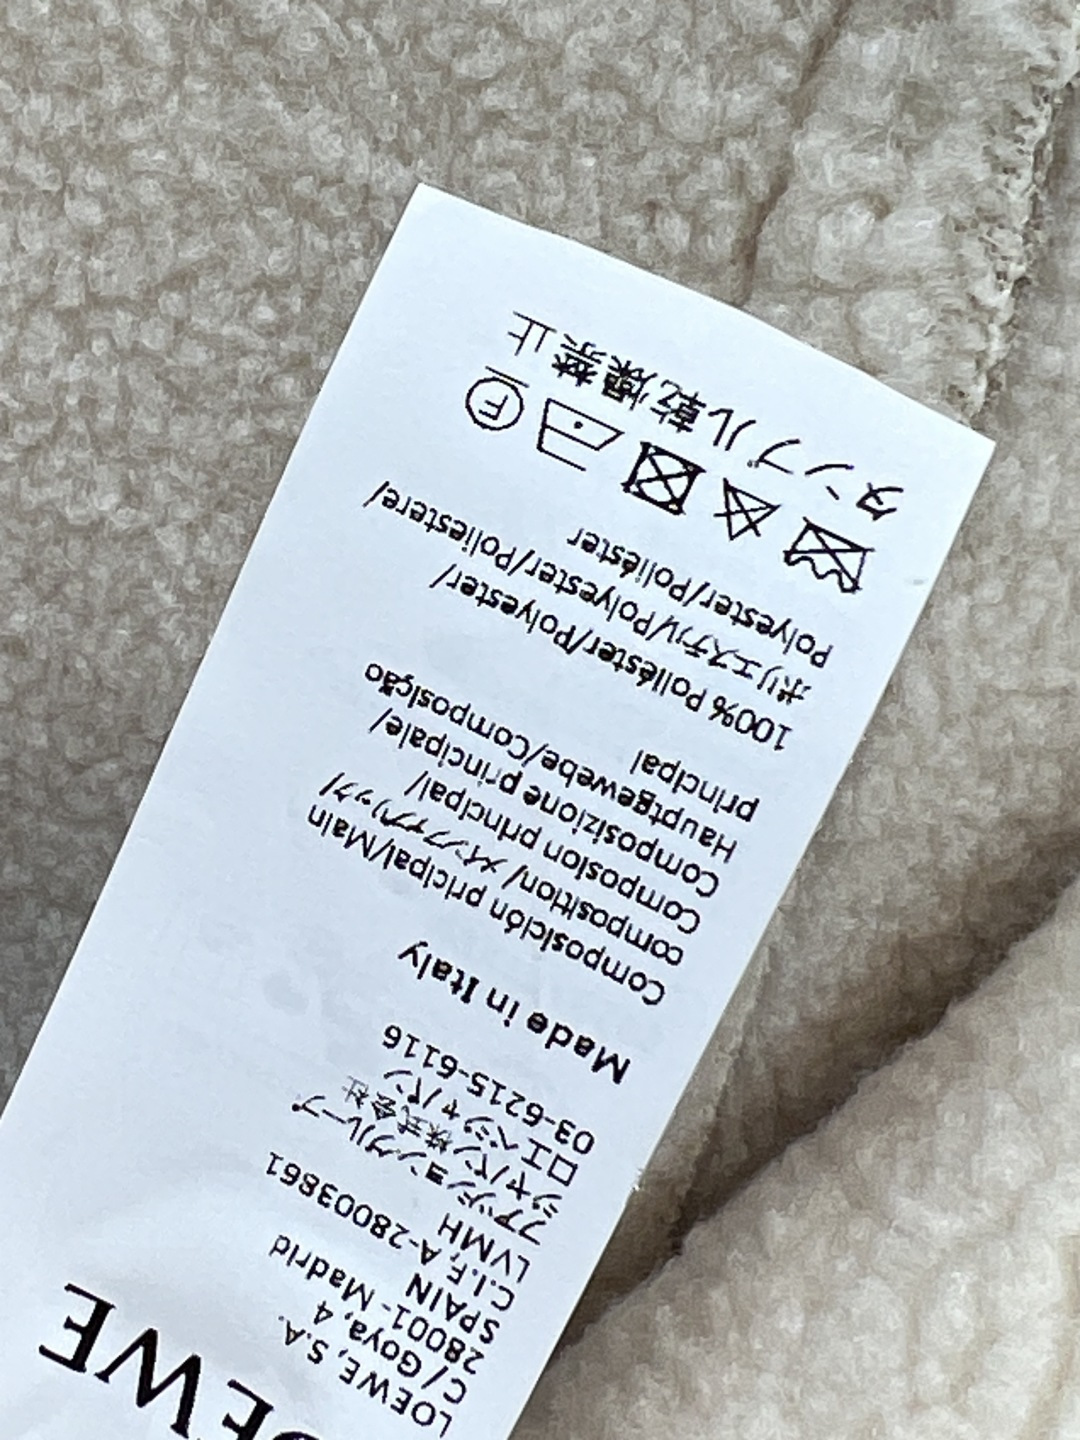 LOEWE, S.A.
C/ Goya, 4
28001 - Madrid
SPAIN
C.I.F, A-28003861
LVMH
ファッショングループ
ジャパン株式会社
ロエベジャパン
03-6215-6116
Made in Italy
Composición pricipal/Main
composition/ メインファブリック/
Composion principal/
Composizione principale/
Hauptgewebe/Composição
principal
100% Poliéster/Polyester/
ポリエステル/Polyester/Poliestere/
Polyester/Poliéster
F
タンブル乾燥禁止